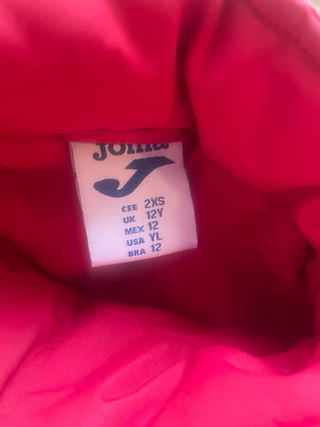 Joma
CEE 2XS
UK 12Y
MEX 12
USA YL
BRA 12